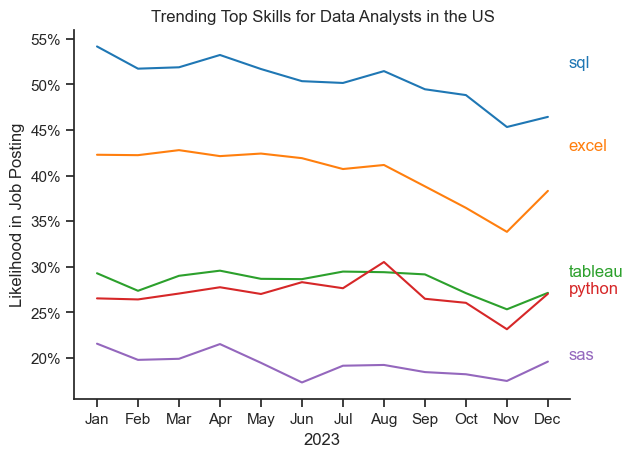 Trending Top Skills for Data Analysts in the US
Likelihood in Job Posting
55%
50%
45%
40%
35%
30%
25%
20%
sql
excel
tableau
python
sas
Jan Feb Mar Apr May Jun Jul Aug Sep Oct Nov Dec
2023